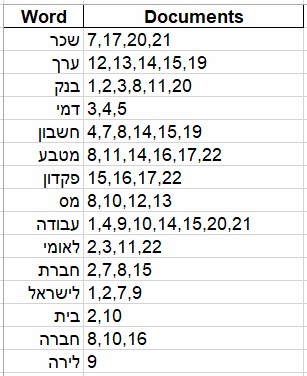 Word Documents
שכר 7,17,20,21
ערך 12,13,14,15,19
בנק 1,2,3,8,11,20
דמי 3,4,5
חשבון 4,7,8,14,15,19
מטבע 8,11,14,16,17,22
פקדון 15,16,17,22
מס 8,10,12,13
עבודה 1,4,9,10,14,15,20,21
לאומי 2,3,11,22
חברת 2,7,8,15
לישראל 1,2,7,9
בית 2,10
חברה 8,10,16
לירה 9